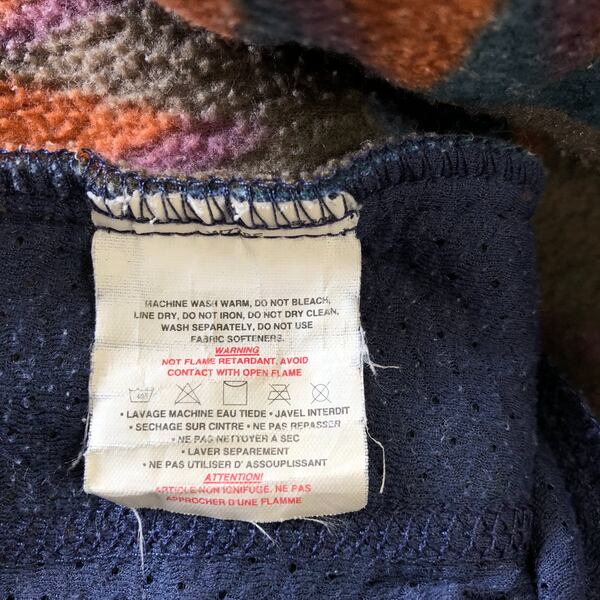 MACHINE WASH WARM, DO NOT BLEACH,
LINE DRY, DO NOT IRON, DO NOT DRY CLEAN,
WASH SEPARATELY, DO NOT USE
FABRIC SOFTENERS.
WARNING
NOT FLAME RETARDANT, AVOID
CONTACT WITH OPEN FLAME
40°
• LAVAGE MACHINE EAU TIEDE • JAVEL INTERDIT
• SECHAGE SUR CINTRE • NE PAS REPASSER
• NE PAS NETTOYER A SEC
• LAVER SEPAREMENT
• NE PAS UTILISER D' ASSOUPLISSANT
ATTENTION!
ARTICLE NON IGNIFUGE. NE PAS
APPROCHER D'UNE FLAMME